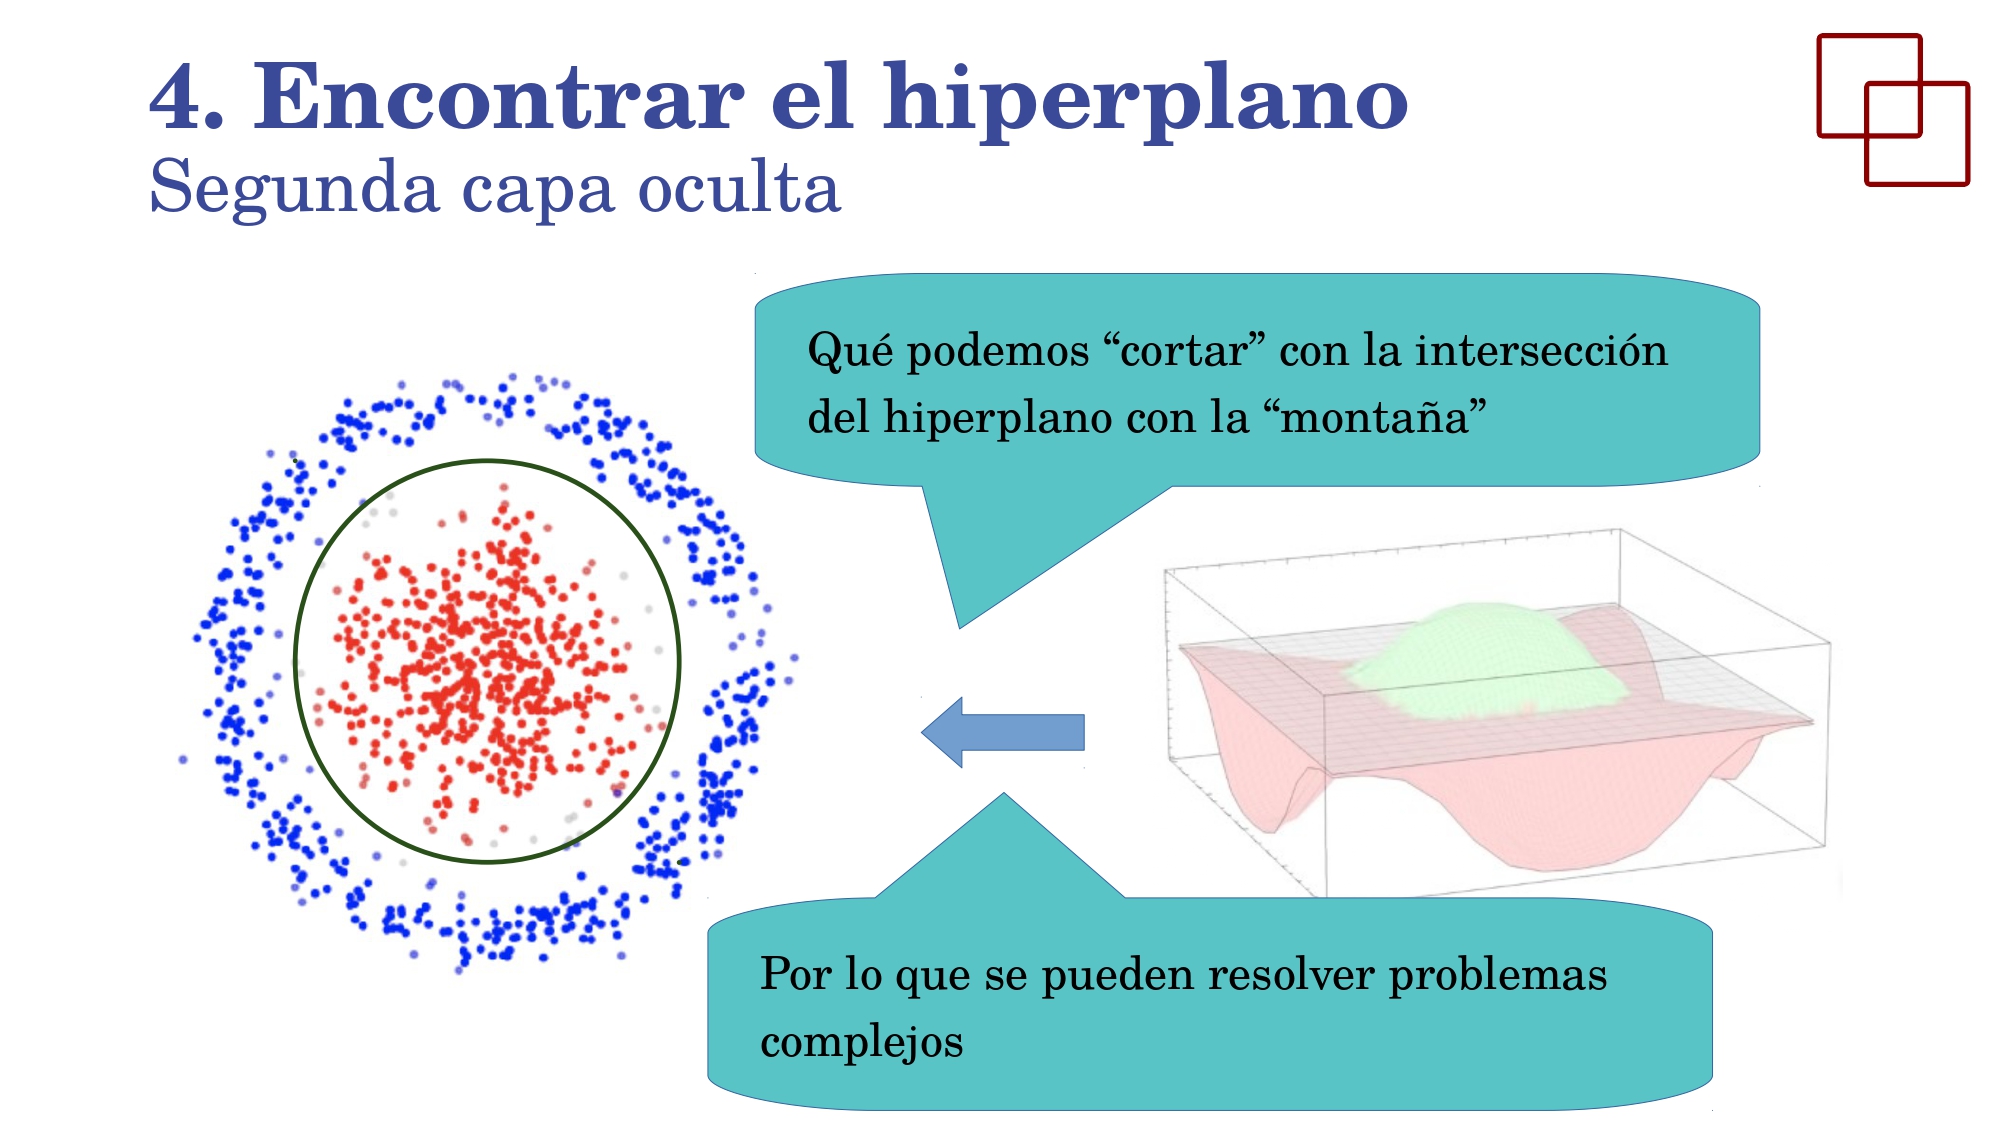 4. Encontrar el hiperplano
Segunda capa oculta
Qué podemos “cortar” con la intersección
del hiperplano con la “montaña”
Por lo que se pueden resolver problemas
complejos